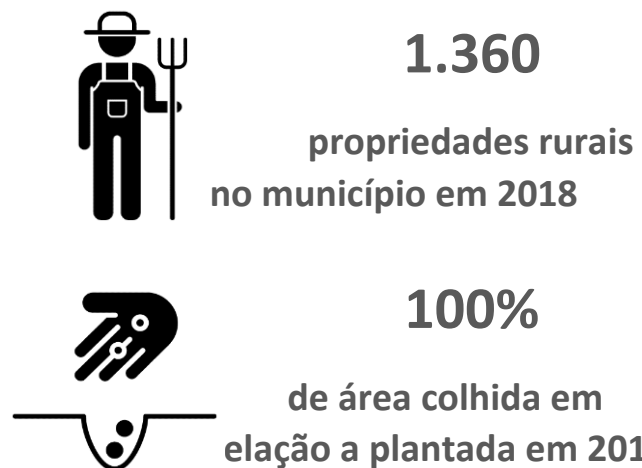 1.360
propriedades rurais
no município em 2018
100%
de área colhida em
elação a plantada em 201